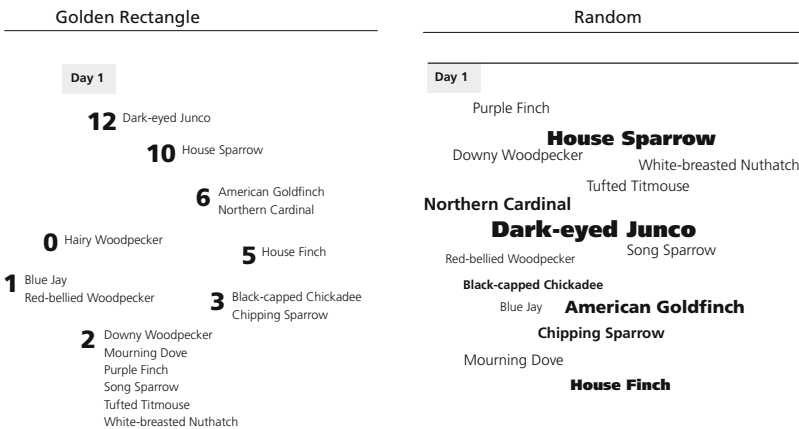 Golden Rectangle
Day 1
12 Dark-eyed Junco
10 House Sparrow
6 American Goldfinch
Northern Cardinal
0 Hairy Woodpecker
5 House Finch
1 Blue Jay
Red-bellied Woodpecker
3 Black-capped Chickadee
Chipping Sparrow
2 Downy Woodpecker
Mourning Dove
Purple Finch
Song Sparrow
Tufted Titmouse
White-breasted Nuthatch
Random
Day 1
Purple Finch
House Sparrow
Downy Woodpecker
White-breasted Nuthatch
Tufted Titmouse
Northern Cardinal
Dark-eyed Junco
Song Sparrow
Red-bellied Woodpecker
Black-capped Chickadee
Blue Jay American Goldfinch
Chipping Sparrow
Mourning Dove
House Finch